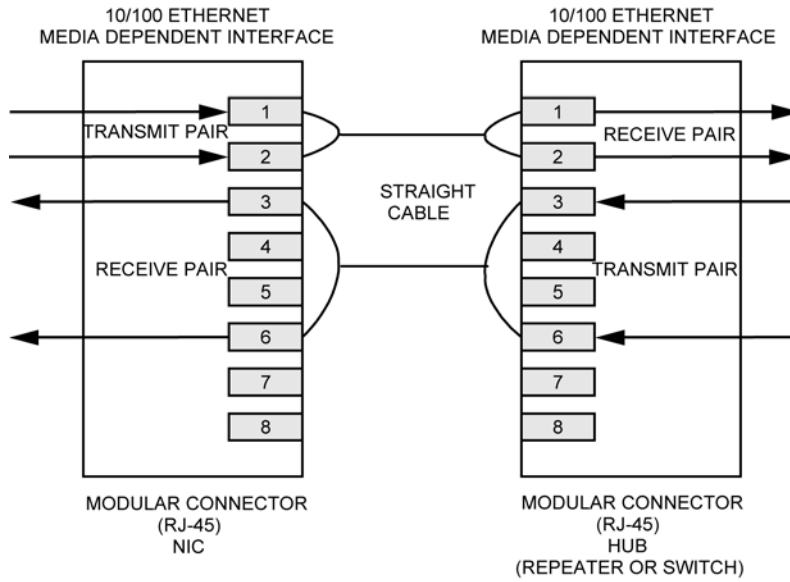 10/100 ETHERNET
MEDIA DEPENDENT INTERFACE
1
TRANSMIT PAIR
2
3
4
RECEIVE PAIR
5
6
7
8
MODULAR CONNECTOR
(RJ-45)
NIC
STRAIGHT
CABLE
10/100 ETHERNET
MEDIA DEPENDENT INTERFACE
1
RECEIVE PAIR
2
3
4
TRANSMIT PAIR
5
6
7
8
MODULAR CONNECTOR
(RJ-45)
HUB
(REPEATER OR SWITCH)